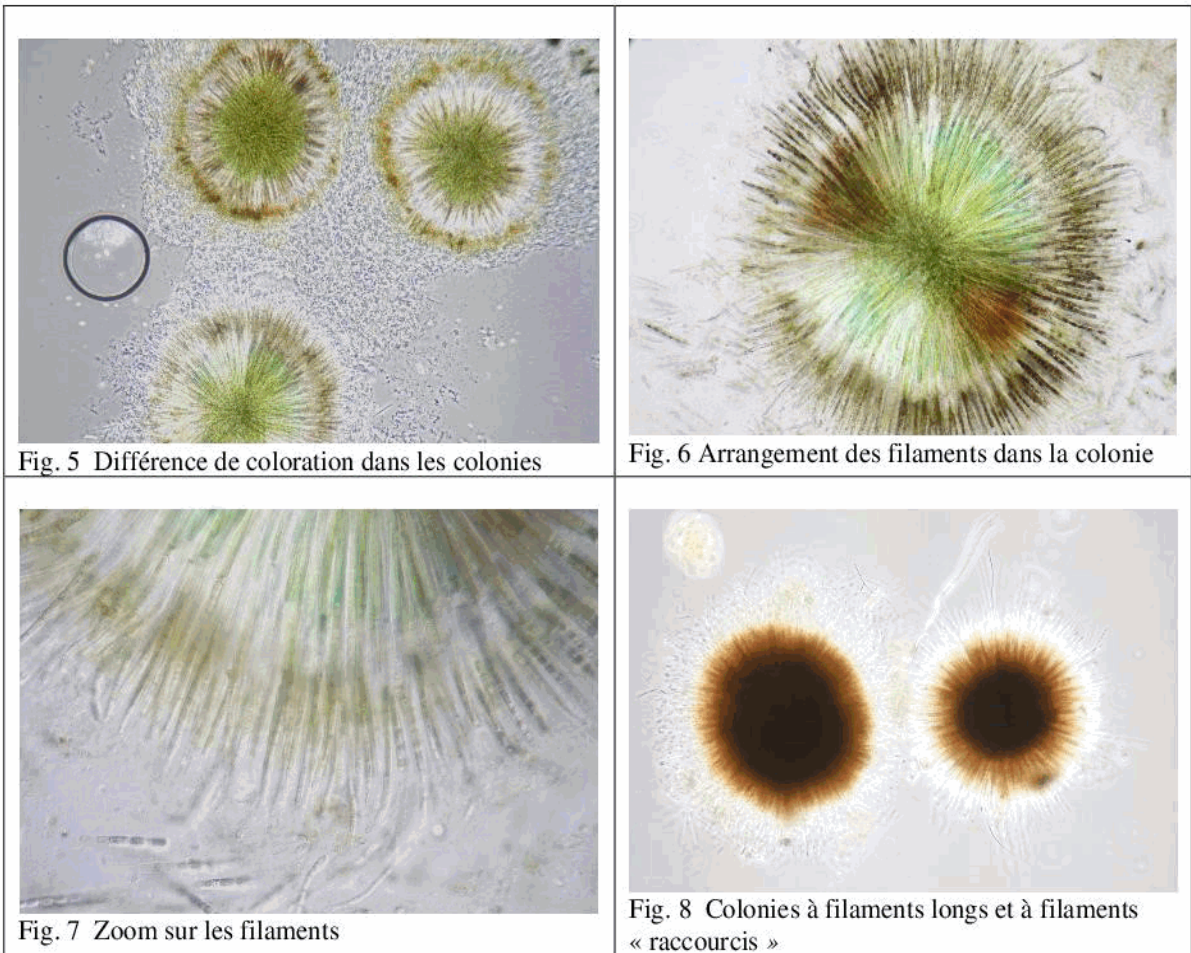 Fig. 5 Différence de coloration dans les colonies
Fig. 6 Arrangement des filaments dans la colonie
Fig. 7 Zoom sur les filaments
Fig. 8 Colonies à filaments longs et à filaments
« raccourcis »